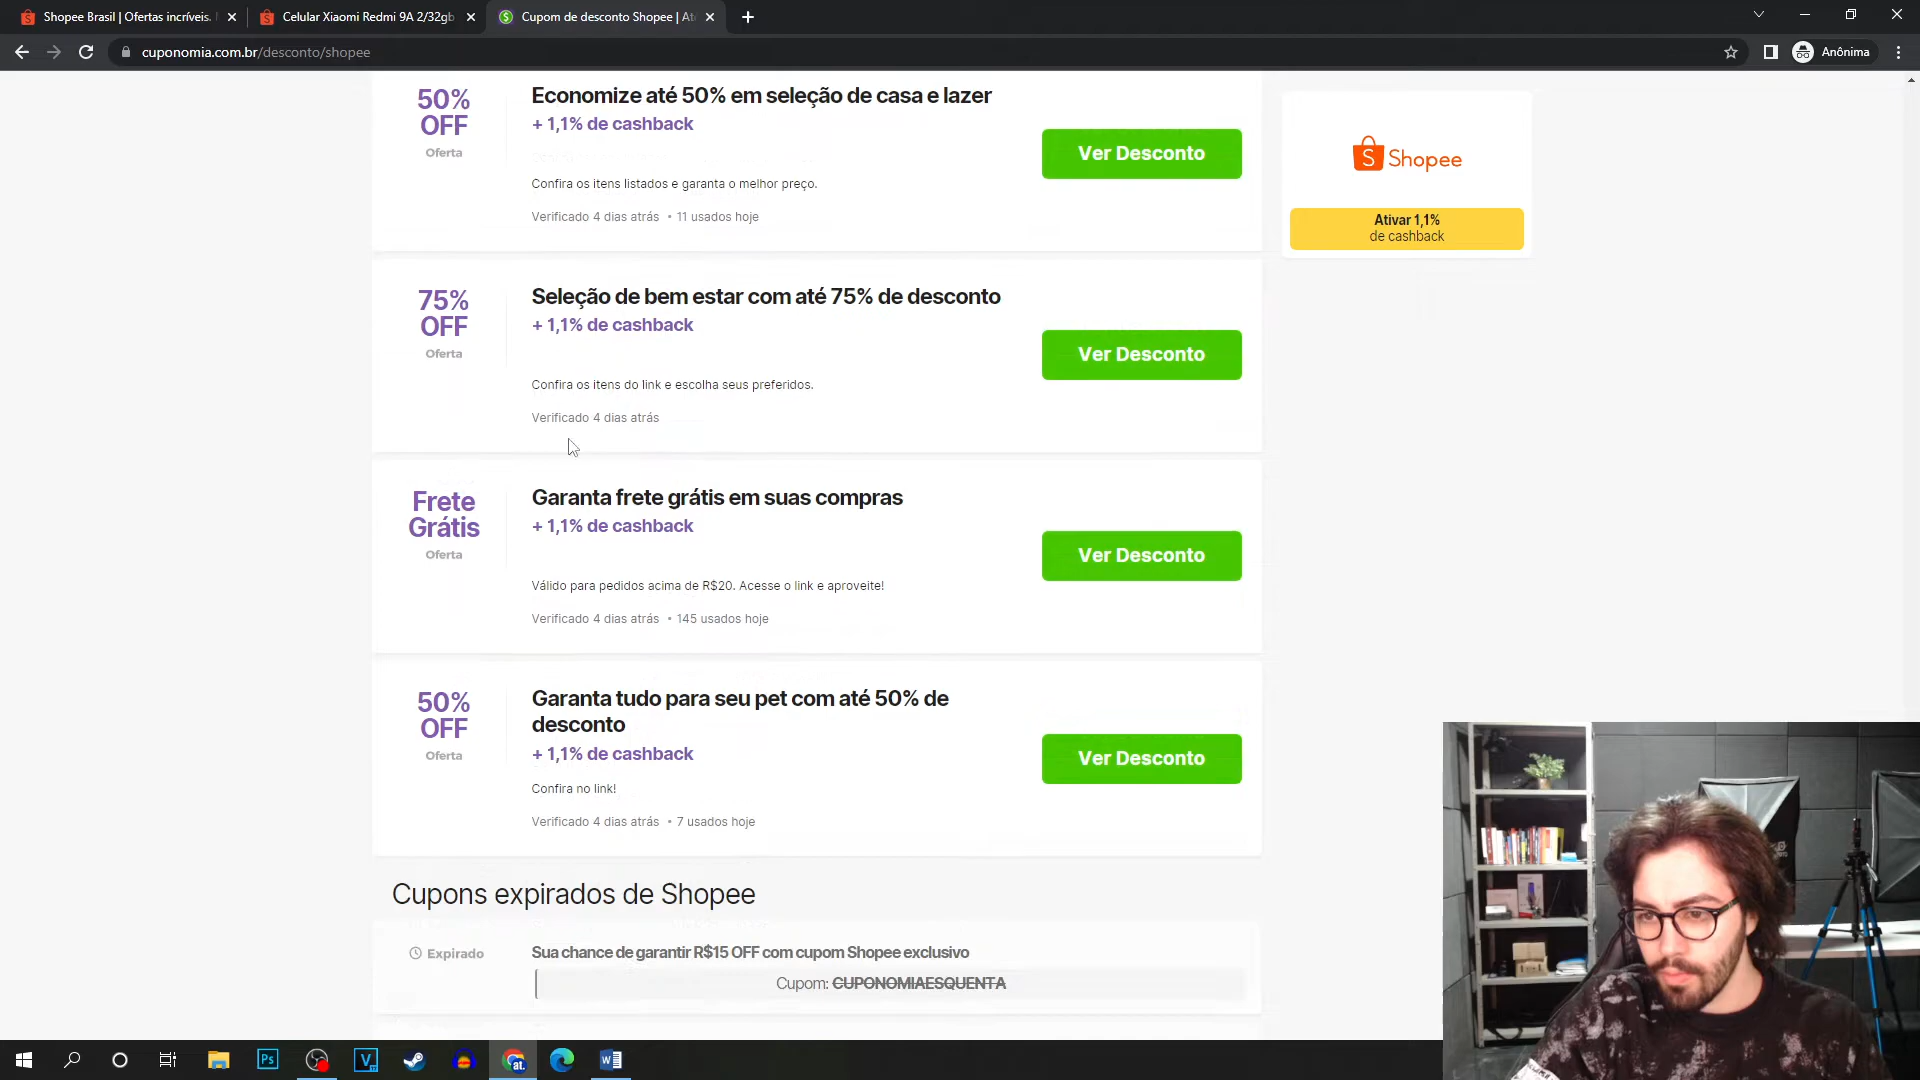 Shopee Brasil | Ofertas incríveis.
Celular Xiaomi Redmi 9A 2/32gb
Cupom de desconto Shopee | At
cuponomia.com.br/desconto/shopee
Anônima
50%
OFF
Oferta
Economize até 50% em seleção de casa e lazer
+ 1,1% de cashback
Confira os itens listados e garanta o melhor preço.
Verificado 4 dias atrás • 11 usados hoje
Ver Desconto
Shopee
Ativar 1,1%
de cashback
75%
OFF
Oferta
Seleção de bem estar com até 75% de desconto
+ 1,1% de cashback
Confira os itens do link e escolha seus preferidos.
Verificado 4 dias atrás
Ver Desconto
Frete
Grátis
Oferta
Garanta frete grátis em suas compras
+ 1,1% de cashback
Válido para pedidos acima de R$20. Acesse o link e aproveite!
Verificado 4 dias atrás • 145 usados hoje
Ver Desconto
50%
OFF
Oferta
Garanta tudo para seu pet com até 50% de
desconto
+ 1,1% de cashback
Confira no link!
Verificado 4 dias atrás • 7 usados hoje
Ver Desconto
Cupons expirados de Shopee
Expirado
Sua chance de garantir R$15 OFF com cupom Shopee exclusivo
Cupom: CUPONOMIAESQUENTA
Ps
V
at.
W